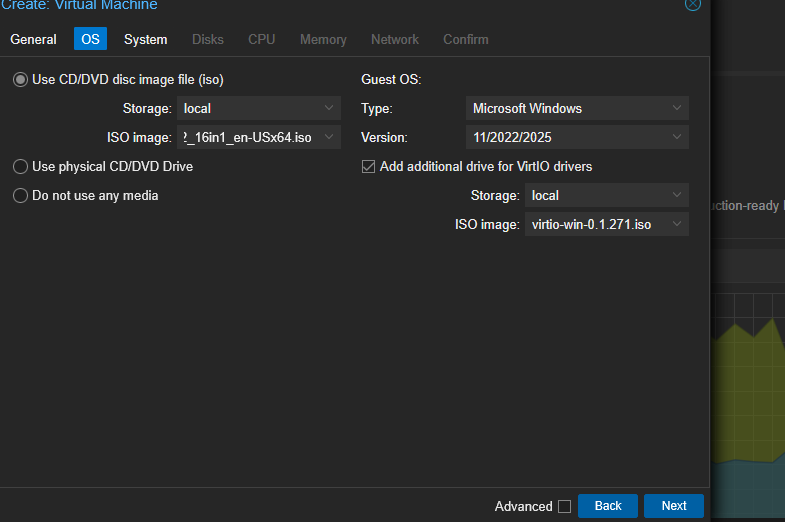 Create: Virtual Machine
General OS System Disks CPU Memory Network Confirm
Use CD/DVD disc image file (iso)
Storage: local
ISO image: 2_16in1_en-USx64.iso
Use physical CD/DVD Drive
Do not use any media
Guest OS:
Type: Microsoft Windows
Version: 11/2022/2025
Add additional drive for VirtIO drivers
Storage: local
ISO image: virtio-win-0.1.271.iso
uction-ready
Advanced Back Next